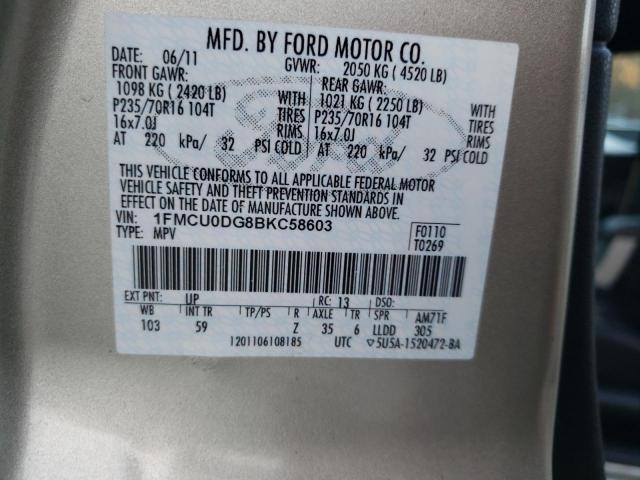 MFD. BY FORD MOTOR CO.
DATE: 06/11 GVWR: 2050 KG ( 4520 LB)
FRONT GAWR: REAR GAWR:
1098 KG ( 2420 LB) WITH 1021 KG ( 2250 LB) WITH
P235/70R16 104T TIRES P235/70R16 104T TIRES
16x7.0J RIMS 16x7.0J RIMS
AT 220 kPa/ 32 PSI COLD AT 220 kPa/ 32 PSI COLD
THIS VEHICLE CONFORMS TO ALL APPLICABLE FEDERAL MOTOR
VEHICLE SAFETY AND THEFT PREVENTION STANDARDS IN
EFFECT ON THE DATE OF MANUFACTURE SHOWN ABOVE.
VIN: 1FMCU0DG8BKC58603 F0110
TYPE: MPV T0269
EXT PNT: UP RC: 13 DSO:
WB INT TR TP/PS R AXLE TR SPR AM71F
103 59 Z 35 6 LLDD 305
1201106108185 UTC ▽5U5A-1520472-BA
Ford